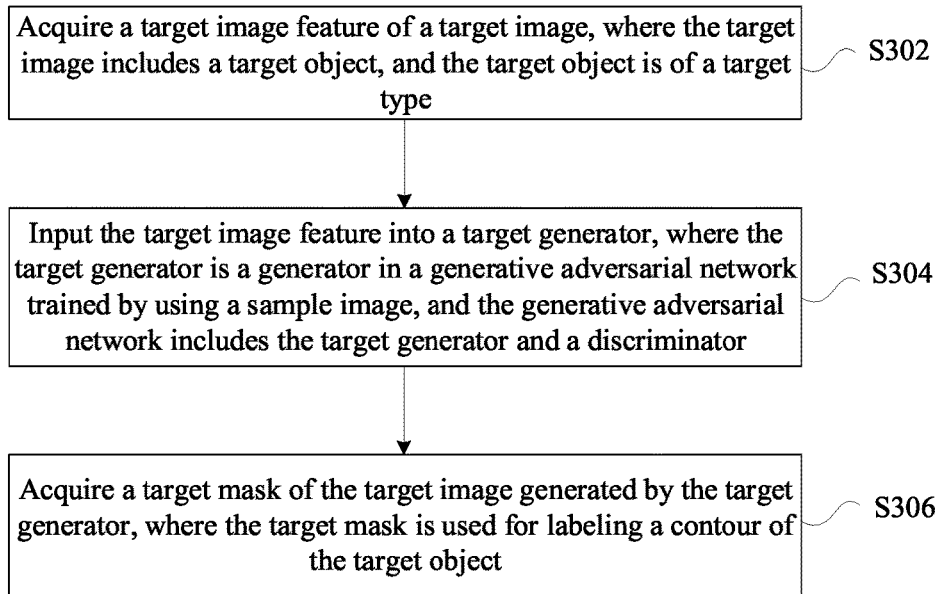 Acquire a target image feature of a target image, where the target
image includes a target object, and the target object is of a target
type
S302
Input the target image feature into a target generator, where the
target generator is a generator in a generative adversarial network
trained by using a sample image, and the generative adversarial
network includes the target generator and a discriminator
S304
Acquire a target mask of the target image generated by the target
generator, where the target mask is used for labeling a contour of
the target object
S306